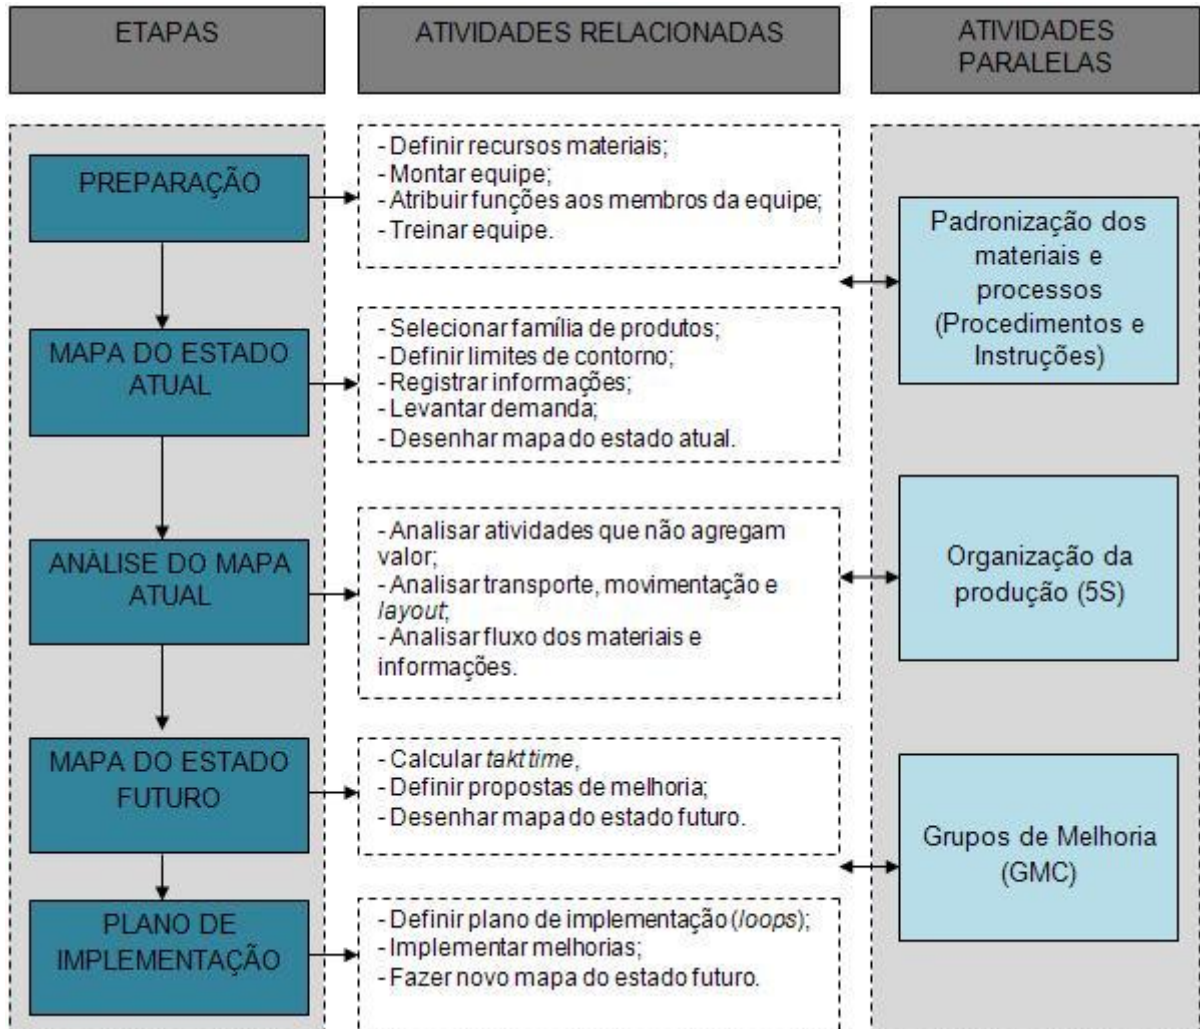 ETAPAS
ATIVIDADES RELACIONADAS
ATIVIDADES
PARALELAS
PREPARAÇÃO
- Definir recursos materiais;
- Montar equipe;
- Atribuir funções aos membros da equipe;
- Treinar equipe.
Padronização dos
materiais e
processos
(Procedimentos e
Instruções)
MAPA DO ESTADO
ATUAL
- Selecionar família de produtos;
- Definir limites de contorno;
- Registrar informações;
- Levantar demanda;
- Desenhar mapa do estado atual.
ANÀLISE DO MAPA
ATUAL
- Analisar atividades que não agregam
valor;
- Analisar transporte, movimentação e
layout;
- Analisar fluxo dos materiais e
informações.
Organização da
produção (5S)
MAPA DO ESTADO
FUTURO
- Calcular takt time,
- Definir propostas de melhoria;
- Desenhar mapa do estado futuro.
Grupos de Melhoria
(GMC)
PLANO DE
IMPLEMENTAÇÃO
- Definir plano de implementação (loops);
- Implementar melhorias;
- Fazer novo mapa do estado futuro.